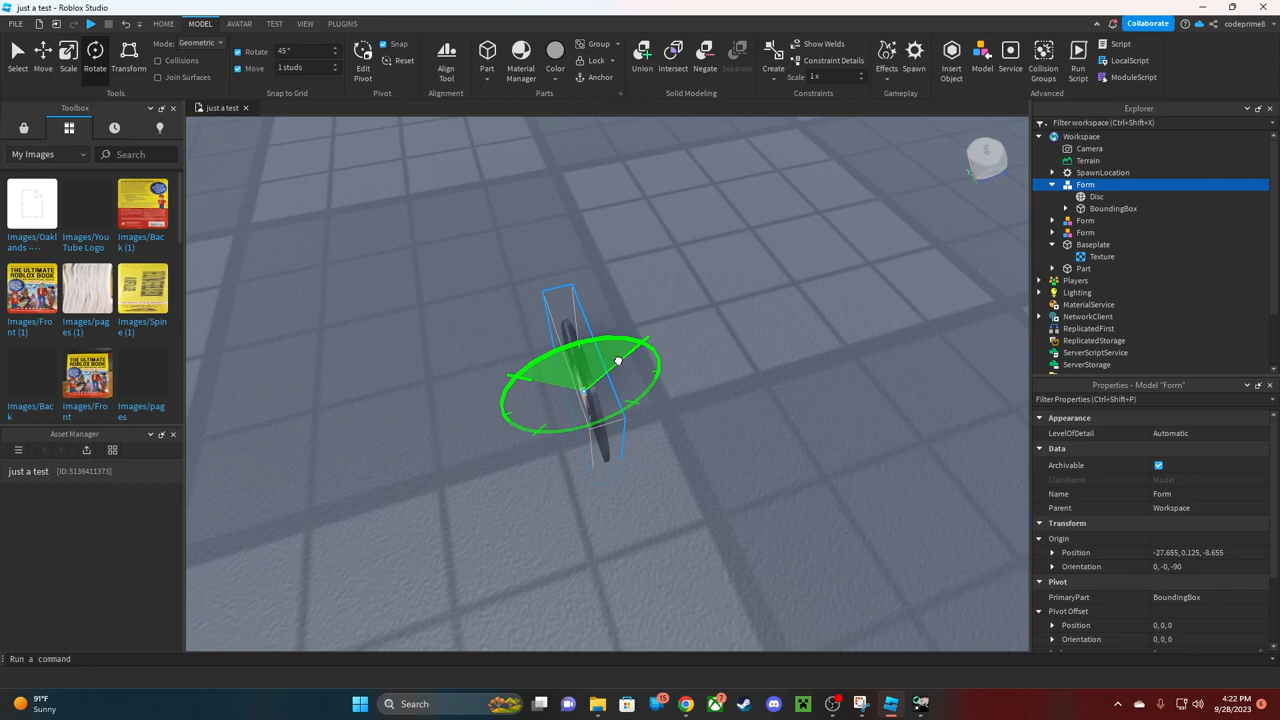 just a test - Roblox Studio
FILE HOME MODEL AVATAR TEST VIEW PLUGINS Collaborate codeprime8
Select Move Scale Rotate Transform
Mode: Geometric
Collisions
Join Surfaces
Tools
Rotate 45°
Move 1 studs
Snap to Grid
Edit Pivot
Snap
Reset
Pivot
Align Tool
Alignment
Part Material Manager Color
Group
Lock
Anchor
Parts
Union Intersect Negate Separate
Solid Modeling
Create
Show Welds
Constraint Details
Scale 1 x
Constraints
Effects Spawn
Gameplay
Insert Object Model Service Collision Groups Run Script
Script
LocalScript
ModuleScript
Advanced
Toolbox
My Images Search
Images/Oakl
ands -···
Images/You
Tube Logo
Images/Bac
k (1)
THE ULTIMATE
ROBLOX BOOK
Images/Fro
nt (1)
Images/pag
es (1)
Images/Spin
e (1)
Images/Bac
k
Images/Fro
nt
Images/pag
es
Asset Manager
just a test [ID: 5136411373]
just a test
Explorer
Filter workspace (Ctrl+Shift+X)
Workspace
Camera
Terrain
SpawnLocation
Form
Disc
BoundingBox
Form
Form
Baseplate
Texture
Part
Players
Lighting
MaterialService
NetworkClient
ReplicatedFirst
ReplicatedStorage
ServerScriptService
ServerStorage
Properties - Model "Form"
Filter Properties (Ctrl+Shift+P)
Appearance
LevelOfDetail Automatic
Data
Archivable
ClassName Model
Name Form
Parent Workspace
Transform
Origin
Position -27.655, 0.125, -8.655
Orientation 0, -0, -90
Pivot
PrimaryPart BoundingBox
Pivot Offset
Position 0, 0, 0
Orientation 0, 0, 0
Run a command
91°F
Sunny
Search
15
7
4:22 PM
9/28/2023